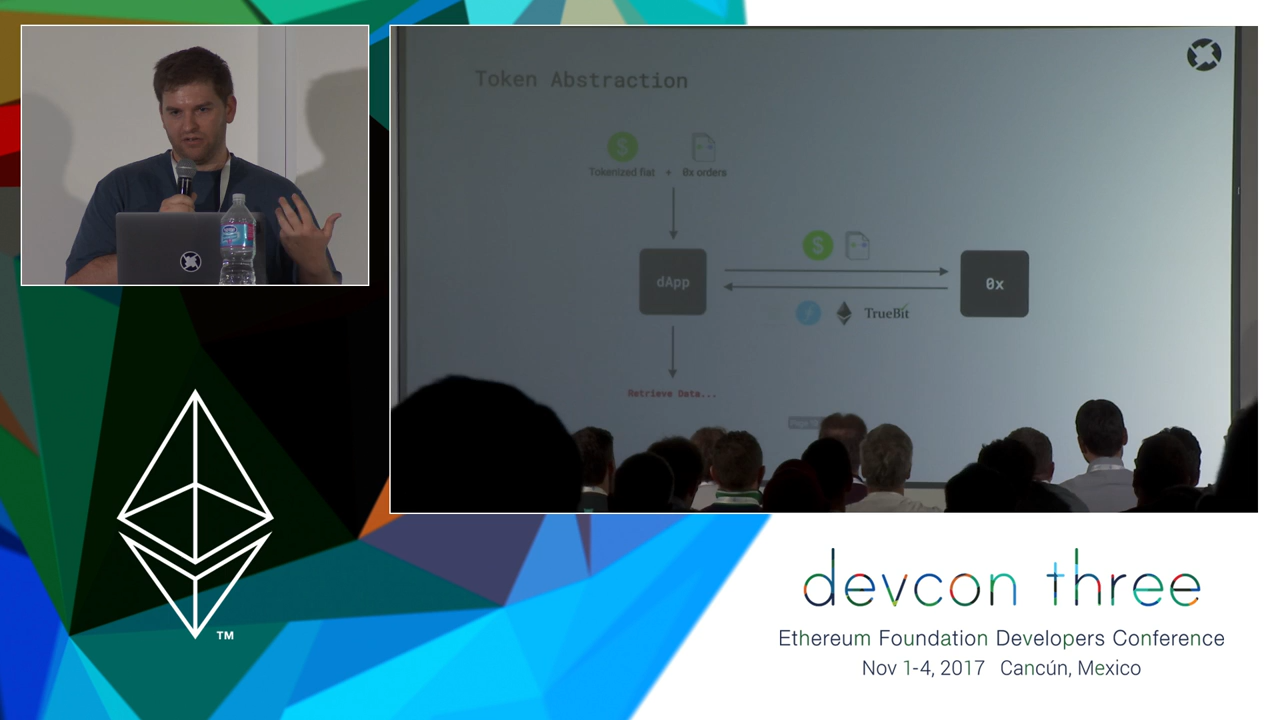 Token Abstraction
Tokenized fiat + 0x orders
dApp
0x
TrueBit
Retrieve Data...
TM
devcon three
Ethereum Foundation Developers Conference
Nov 1-4, 2017 Cancún, Mexico